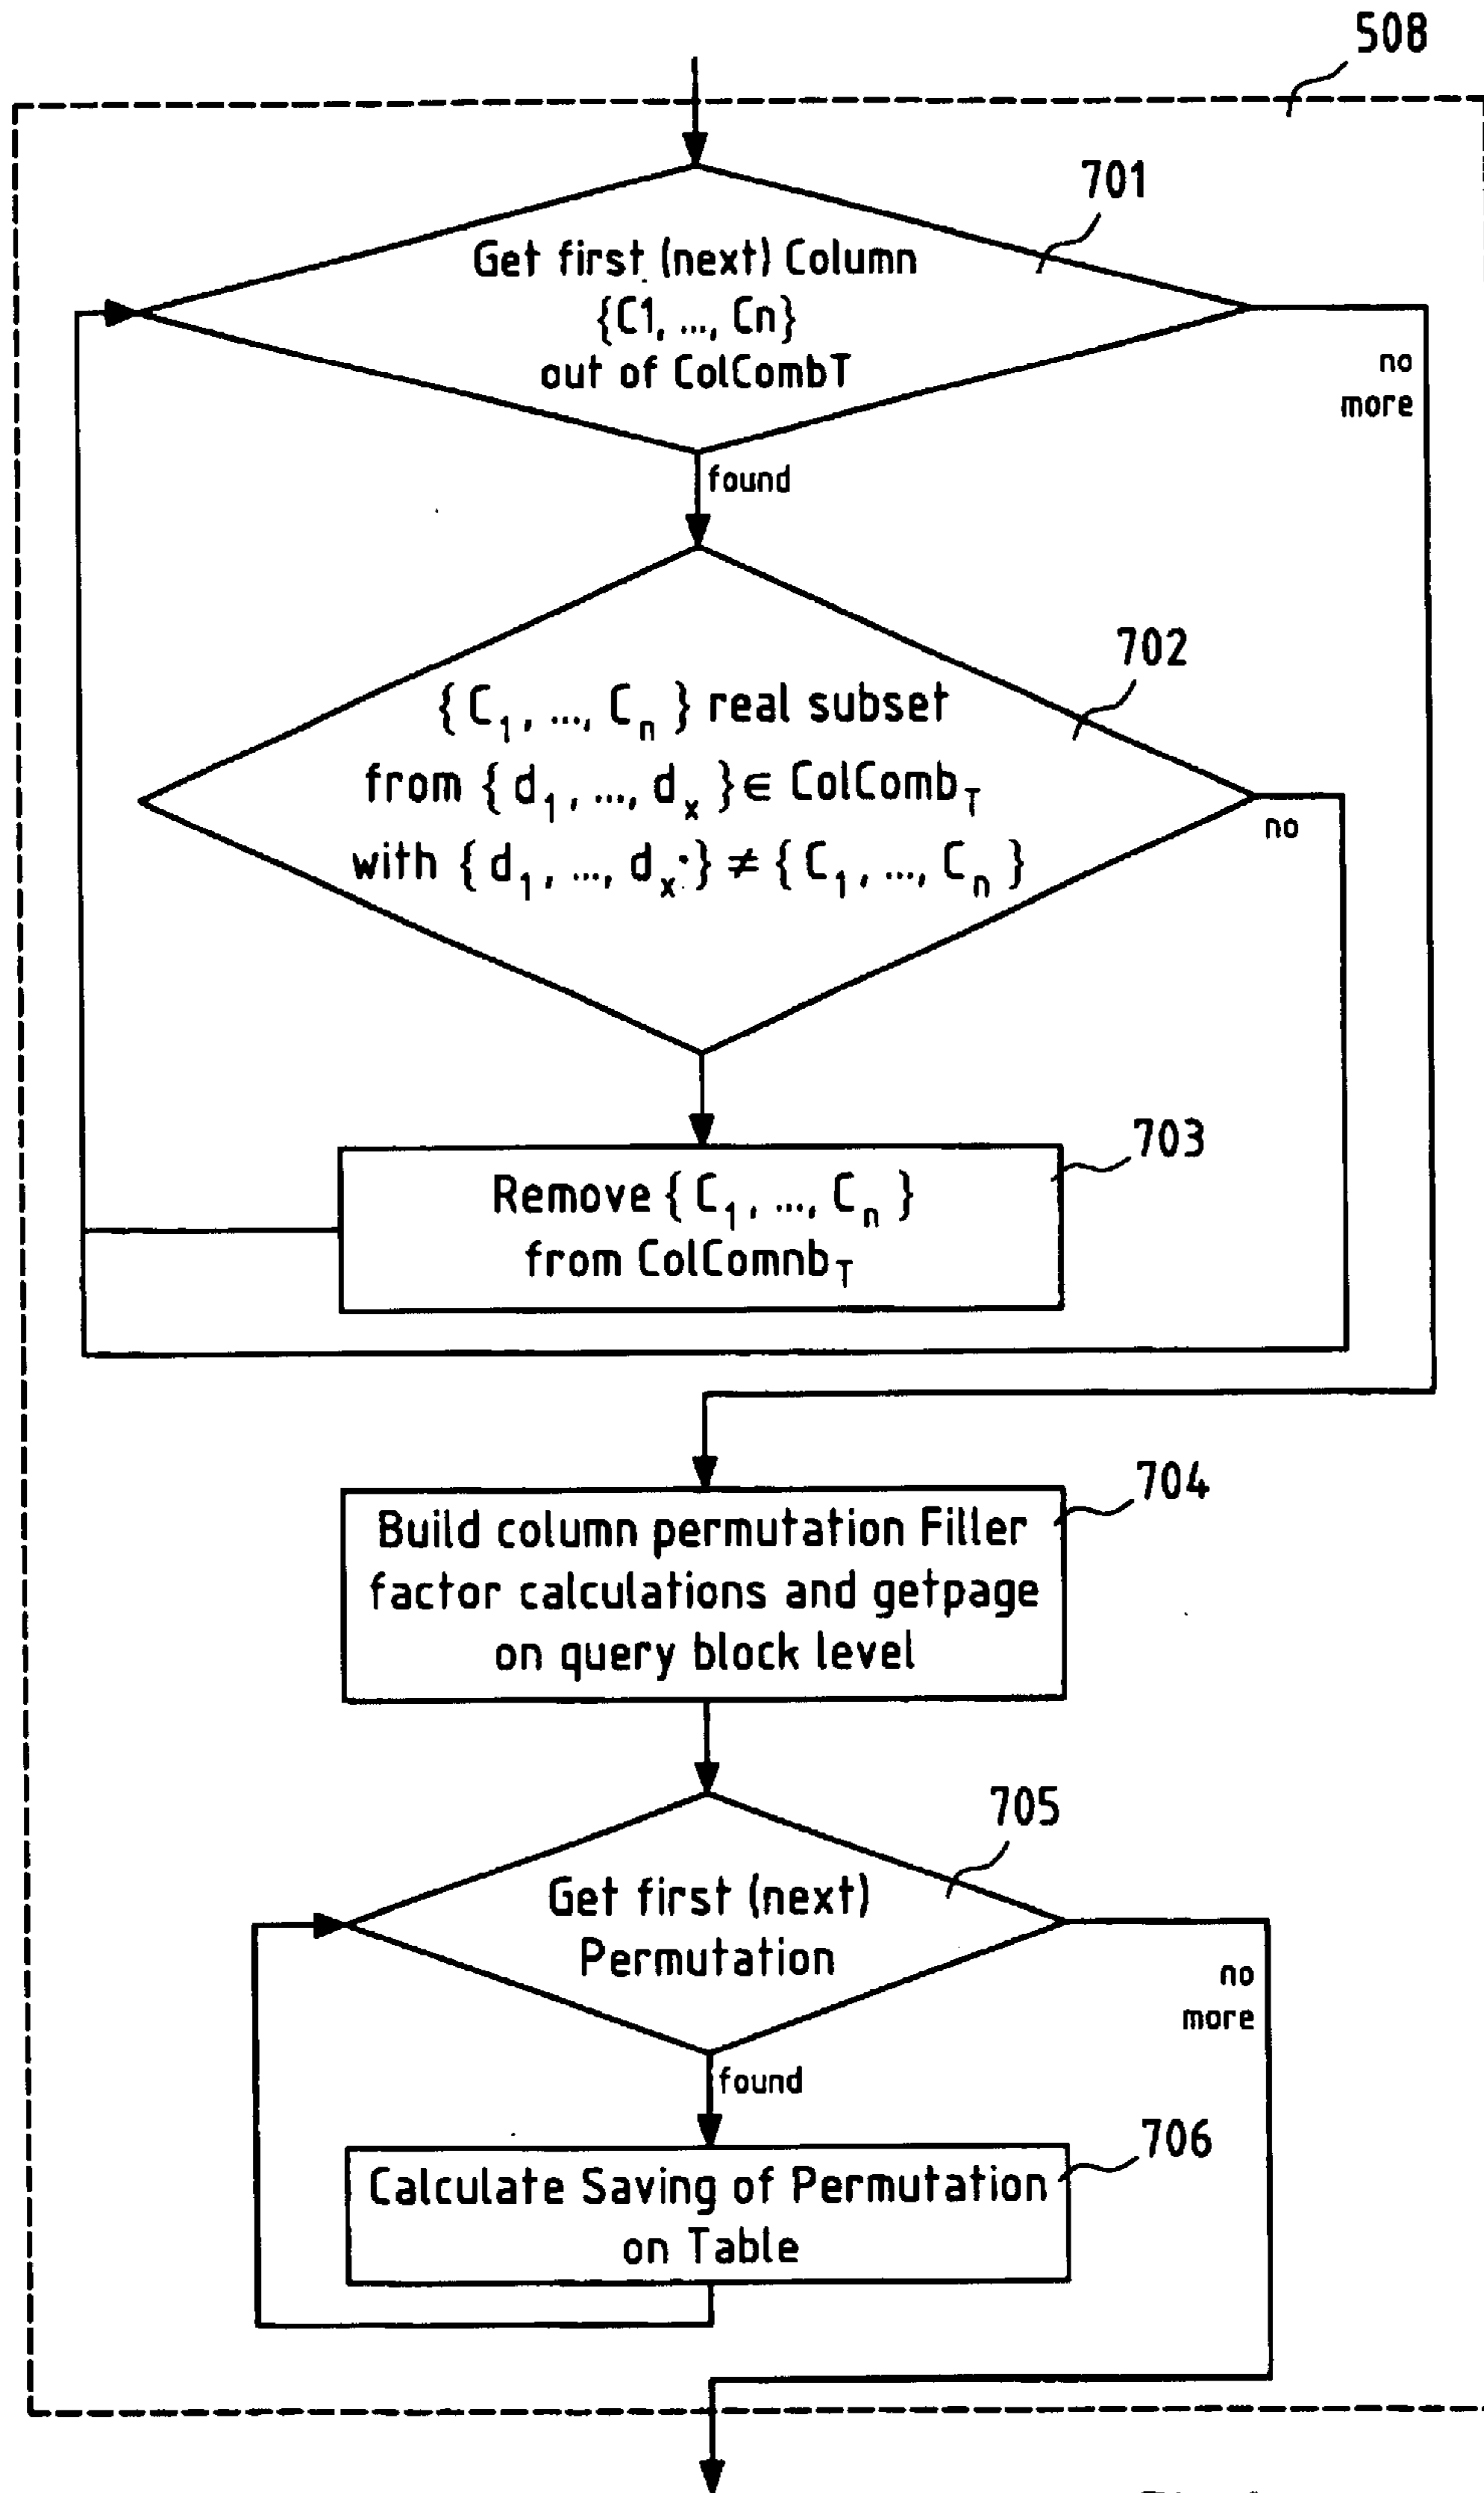 508
701
Get first (next) Column
{C1, ..., Cn}
out of ColCombT
no
more
found
702
{ C₁, ..., Cₙ } real subset
from { d₁, ..., dₓ } ∈ ColComb_T
with { d₁, ..., dₓ } ≠ { C₁, ..., Cₙ }
no
703
Remove { C₁, ..., Cₙ }
from ColComnb_T
704
Build column permutation Filler
factor calculations and getpage
on query block level
705
Get first (next)
Permutation
no
more
found
706
Calculate Saving of Permutation
on Table